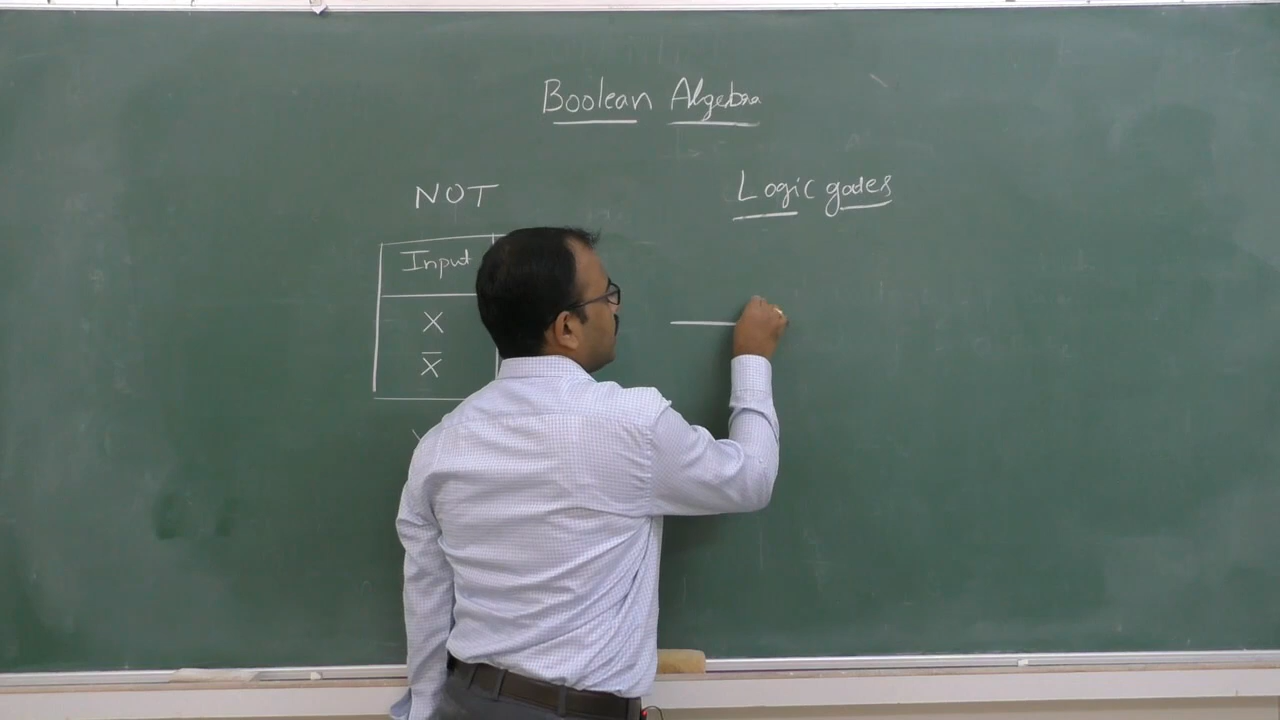 Boolean Algebra
NOT
Logic gates
Input
X
X̅